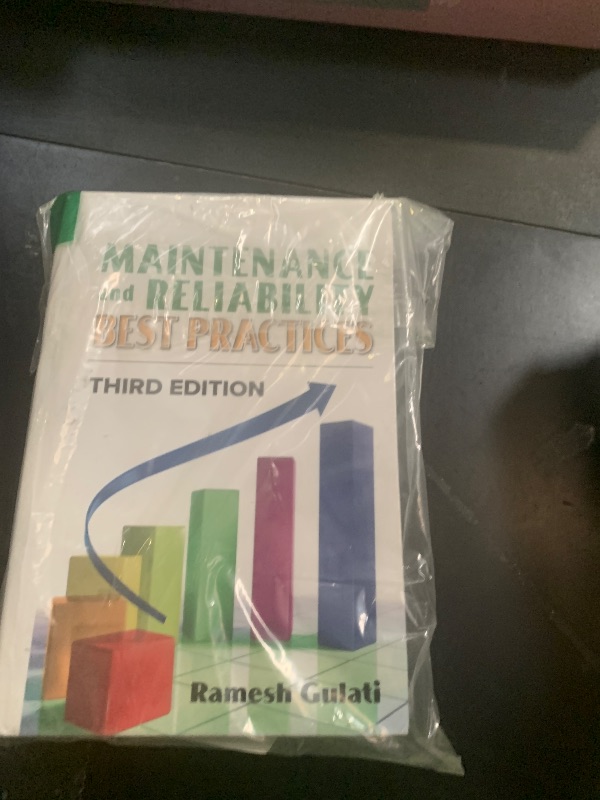 MAINTENANCE
and RELIABILITY
BEST PRACTICES
THIRD EDITION
Ramesh Gulati